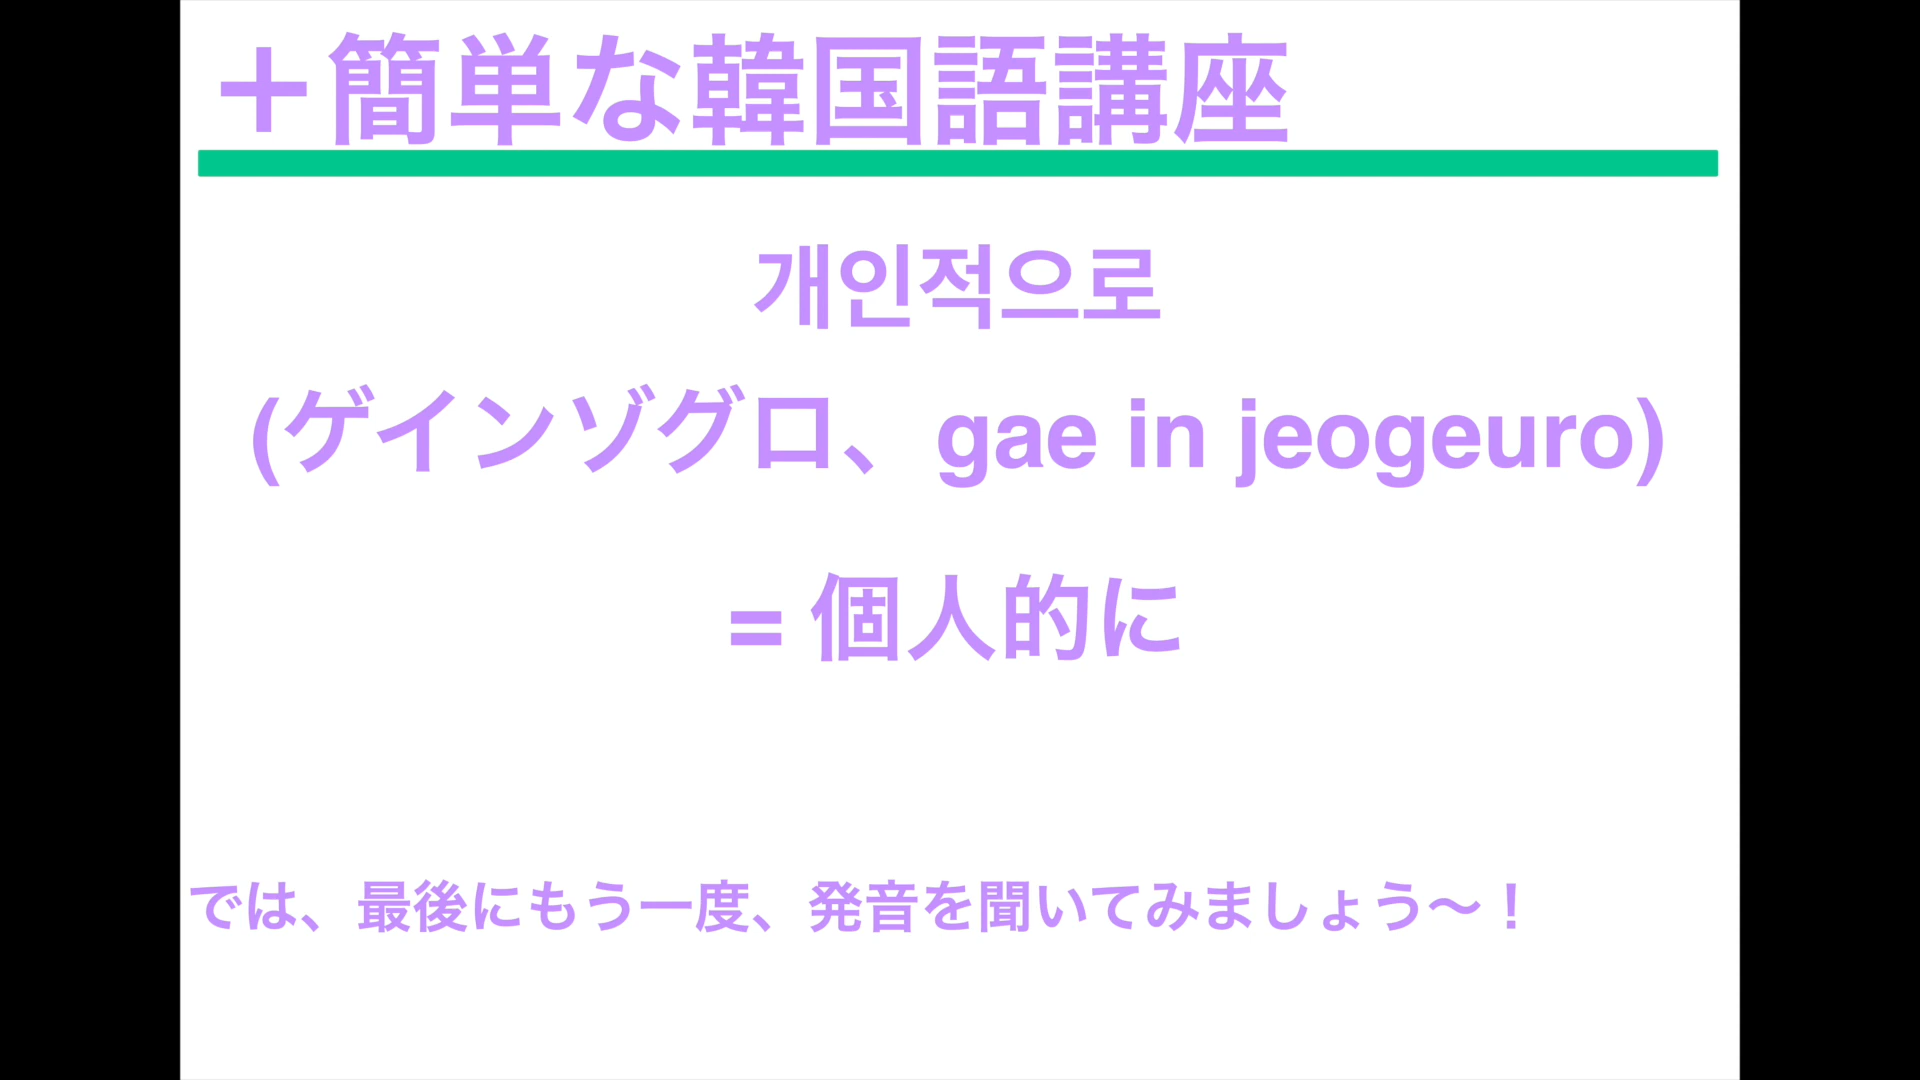 ＋簡単な韓国語講座
개인적으로
(ゲインゾグロ、gae in jeogeuro)
= 個人的に
では、最後にもう一度、発音を聞いてみましょう〜！